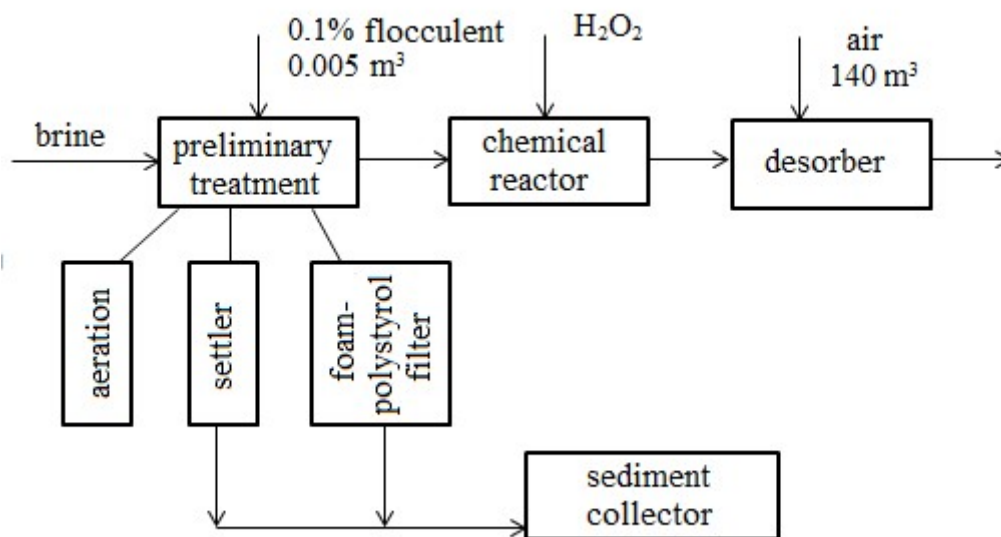 0.1% flocculent
0.005 m³
H₂O₂
air
140 m³
brine
preliminary
treatment
chemical
reactor
desorber
aeration
settler
foam-
polystyrol
filter
sediment
collector